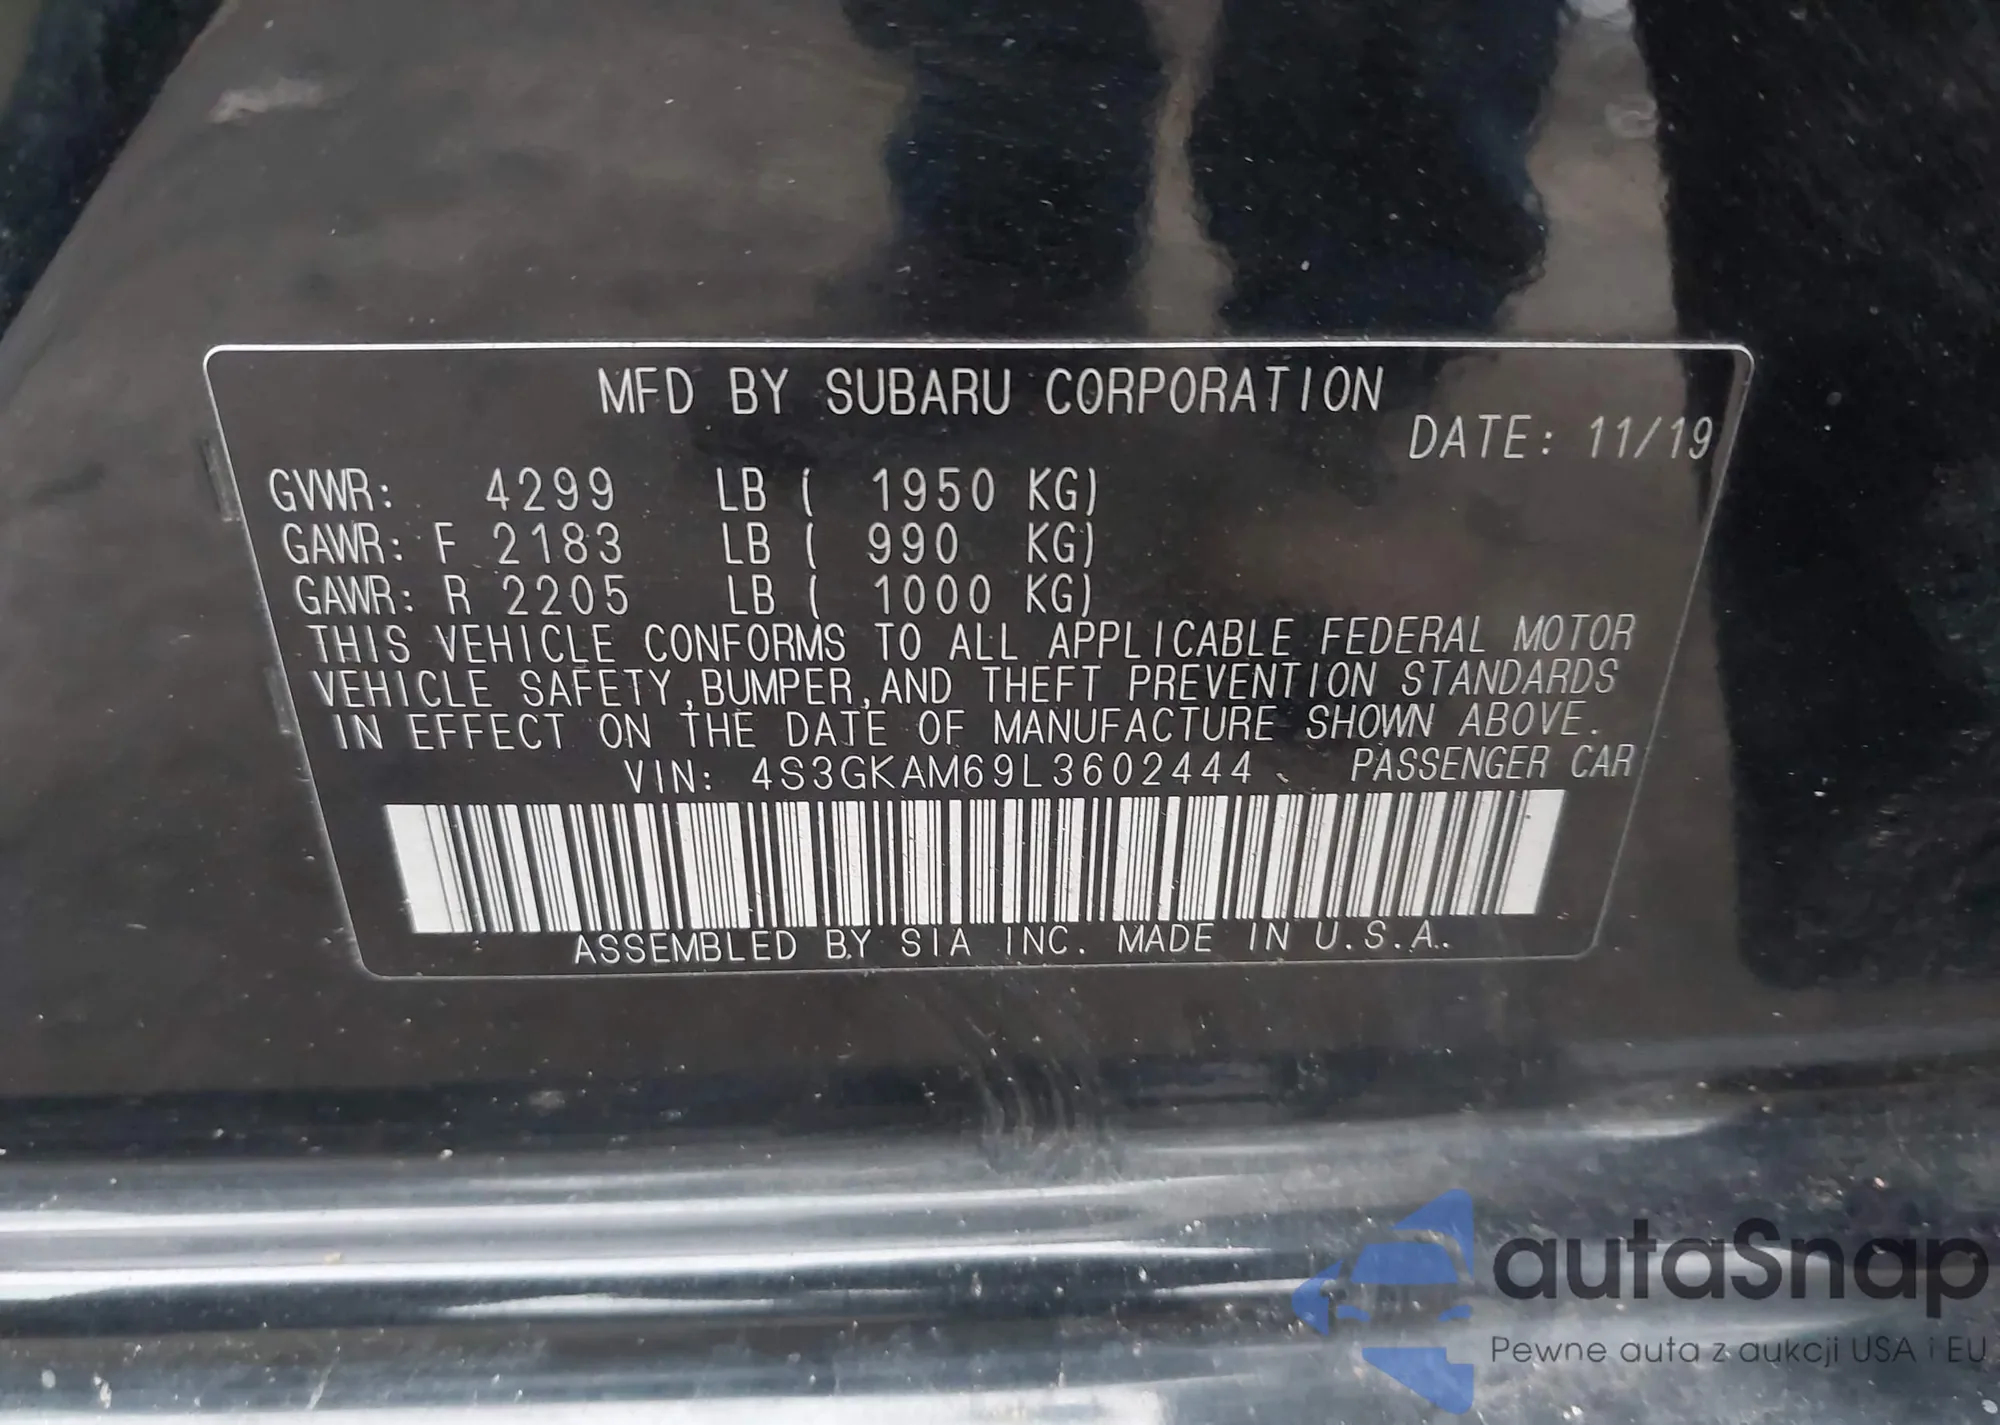 MFD BY SUBARU CORPORATION
DATE: 11/19
GVWR: 4299 LB ( 1950 KG)
GAWR: F 2183 LB ( 990 KG)
GAWR: R 2205 LB ( 1000 KG)
THIS VEHICLE CONFORMS TO ALL APPLICABLE FEDERAL MOTOR
VEHICLE SAFETY, BUMPER, AND THEFT PREVENTION STANDARDS
IN EFFECT ON THE DATE OF MANUFACTURE SHOWN ABOVE.
VIN: 4S3GKAM69L3602444 PASSENGER CAR
ASSEMBLED BY SIA INC. MADE IN U.S.A.
autaSnap
Pewne auta z aukcji USA i EU